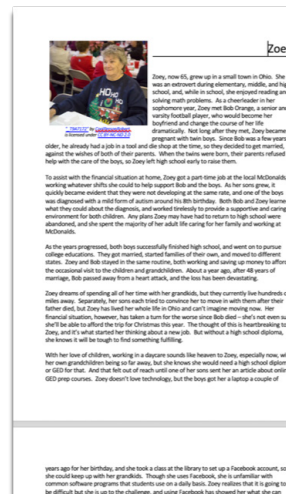 Zoe
Zoey, now 65, grew up in a small town in Ohio. She
was an extrovert during elementary, middle, and hig
school, and, while in school, she enjoyed reading an
solving math problems. As a cheerleader in her
sophomore year, Zoey met Bob Orange, a senior an
varsity football player, who would become her
boyfriend and change the course of her life
dramatically. Not long after they met, Zoey became
pregnant with twin boys. Since Bob was a few years
older, he already had a tool and die shop at the time, so they decided to get married,
against the wishes of both of their parents. When the twins were born, their parents refused
help with the care of the boys, so Zoey left high school early to raise them.
HO
HO
HO
by
is licensed under CC BY-NC-ND 2.0
To assist with the financial situation at home, Zoey got a part-time job at the local McDonalds
working whatever shifts she could to help support Bob and the boys. As her sons grew, it
quickly became evident that they were not developing at the same rate, and one of the boys
was diagnosed with a mild form of autism around his 8th birthday. Both Bob and Zoey learne
what they could about the diagnosis, and worked tirelessly to provide a supportive and caring
environment for both children. Any plans Zoey may have had to return to high school were
abandoned, and she spent the majority of her adult life caring for her family and working at
McDonalds.
As the years progressed, both boys successfully finished high school, and went on to pursue
college educations. They got married, started families of their own, and moved to different
states. Zoey and Bob stayed in the same routine, both working and saving up money to affor
the occasional visit to the children and grandchildren. About a year ago, after 48 years of
marriage, Bob passed away from a heart attack, and the loss has been devastating.
Zoey dreams of spending all of her time with her grandkids, but they currently live hundreds o
miles away. Separately, her sons each tried to convince her to move in with them after their
father died, but Zoey has lived her whole life in Ohio and can't imagine moving now. Her
financial situation, however, has taken a turn for the worse since Bob died – she's not even su
she'll be able to afford the trip for Christmas this year. The thought of this is heartbreaking to
Zoey, and it's what started her thinking about a new job. But without a high school diploma,
she knows it will be tough to find something fulfilling.
With her love of children, working in a daycare sounds like heaven to Zoey, especially now, wi
her own grandchildren being so far away, but she knows she would need a high school diplom
or GED for that. And that felt out of reach until one of her sons sent her an article about onlin
GED prep courses. Zoey doesn't love technology, but the boys got her a laptop a couple of
years ago for her birthday, and she took a class at the library to set up a Facebook account, so
she could keep up with her grandkids. Though she uses Facebook, she is unfamiliar with
common software programs that students use on a daily basis. Zoey realizes that it is going to
be difficult but she is up to the challenge, and using Facebook has showed her what she can